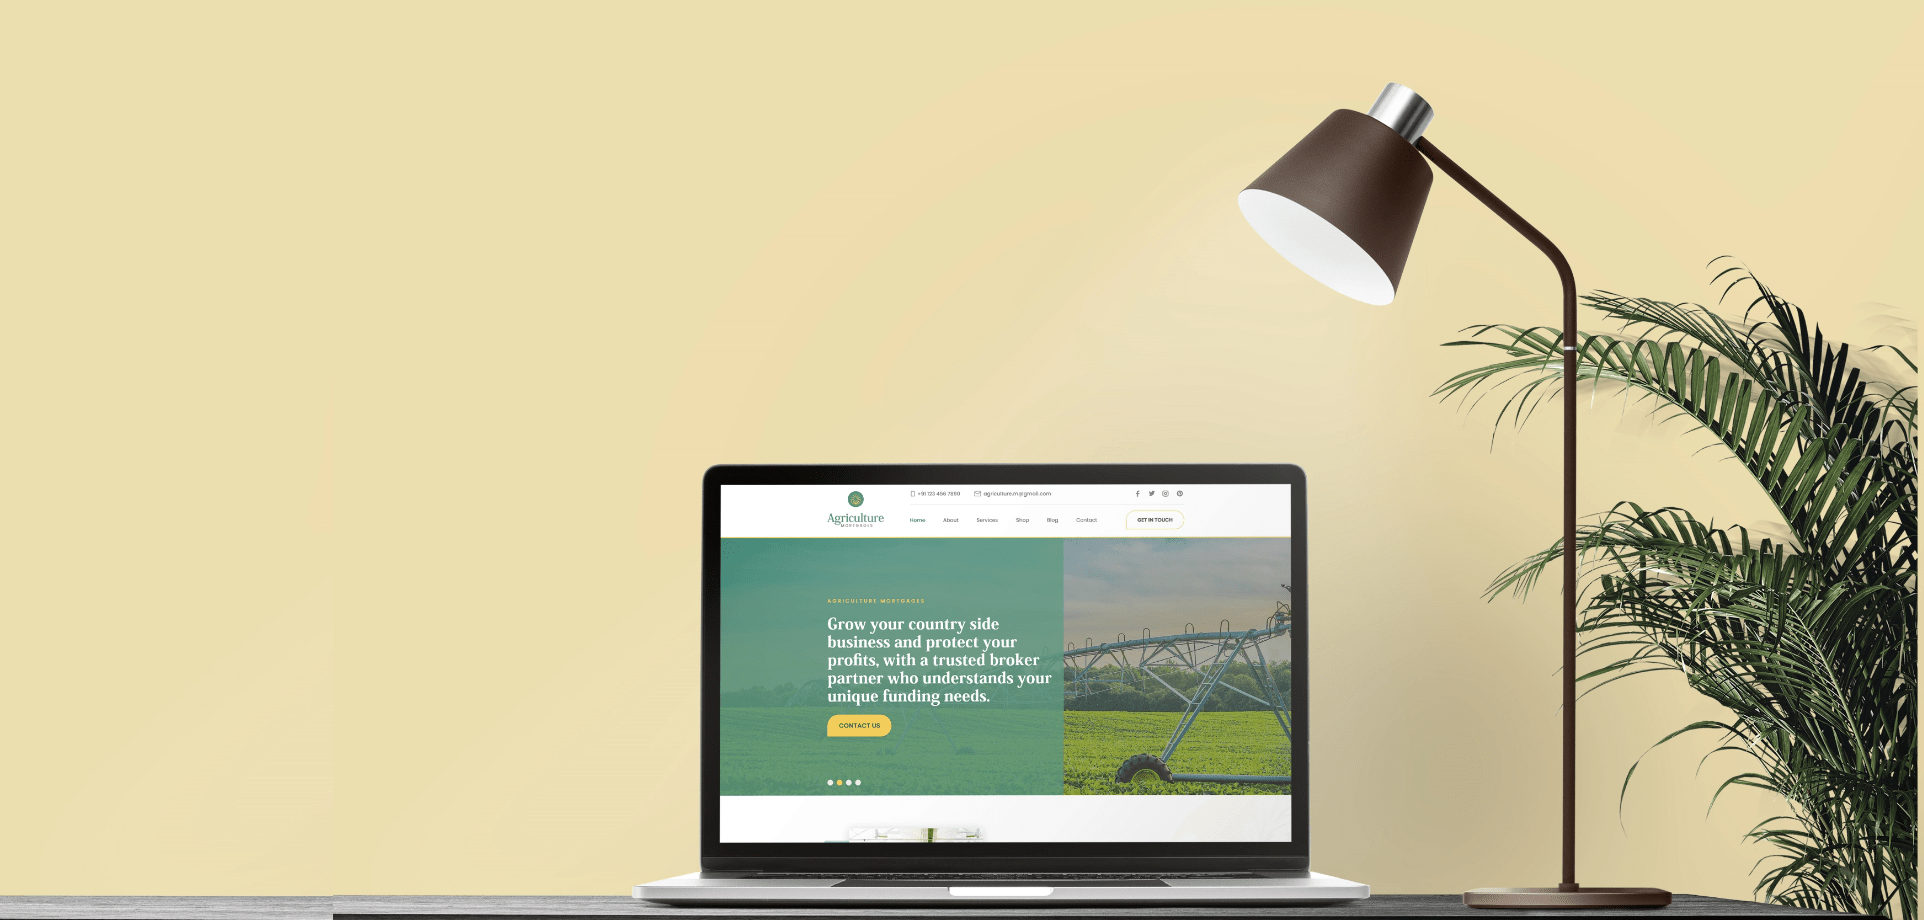 +91 123 456 7890 agriculture.m@gmail.com
Agriculture
MORTGAGES
Home About Services Shop Blog Contact GET IN TOUCH
AGRICULTURE MORTGAGES
Grow your country side
business and protect your
profits, with a trusted broker
partner who understands your
unique funding needs.
CONTACT US